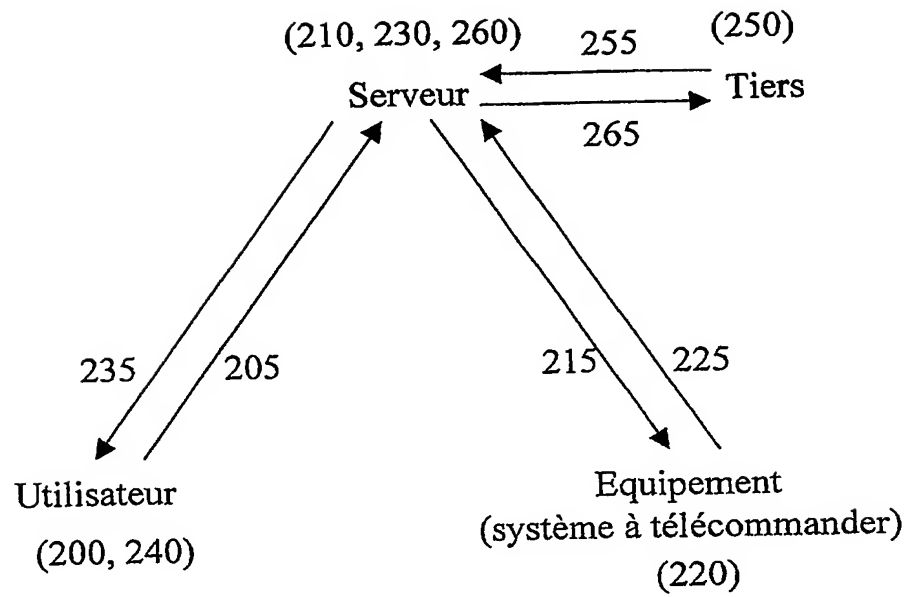 (210, 230, 260)
255
(250)
Serveur
Tiers
265
235
205
215
225
Utilisateur
(200, 240)
Equipement
(système à télécommander)
(220)